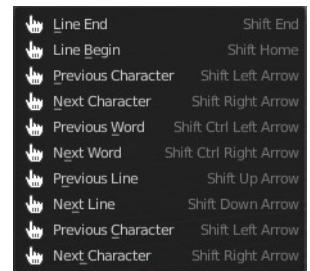 Line End Shift End
Line Begin Shift Home
Previous Character Shift Left Arrow
Next Character Shift Right Arrow
Previous Word Shift Ctrl Left Arrow
Next Word Shift Ctrl Right Arrow
Previous Line Shift Up Arrow
Next Line Shift Down Arrow
Previous Character Shift Left Arrow
Next Character Shift Right Arrow